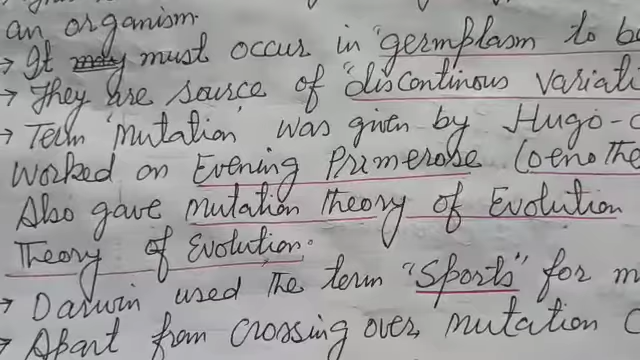 an organism.
→ It must occur in "germplasm to be
→ They are source of "discontinous variati
→ Term 'Mutation' was given by Hugo-
Worked on Evening Primerose (oenothe
Also gave Mutation Theory of Evolution
Theory of Evolution.
→ Darwin used the term "Sports" for m
→ Apart from crossing over, mutation